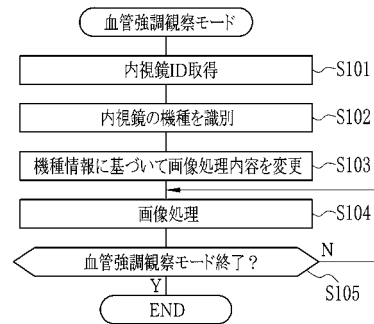 血管強調観察モード
内視鏡ID取得
S101
内視鏡の機種を識別
S102
機種情報に基づいて画像処理内容を変更
S103
画像処理
S104
血管強調観察モード終了?
N
Y
S105
END